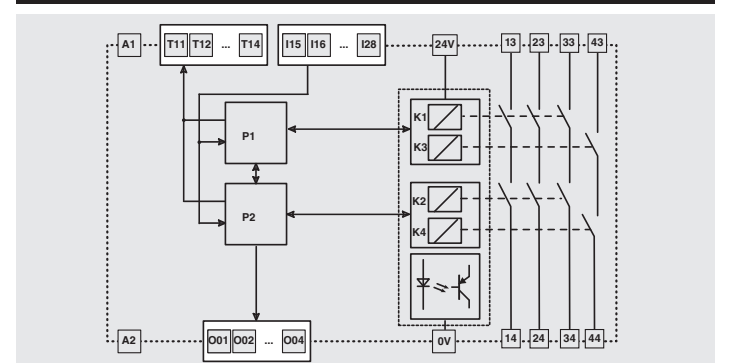 A1 T11 T12 ... T14 I15 I16 ... I28 24V 13 23 33 43
K1
P1
K3
K2
P2
K4
A2 O01 O02 ... O04 0V 14 24 34 44